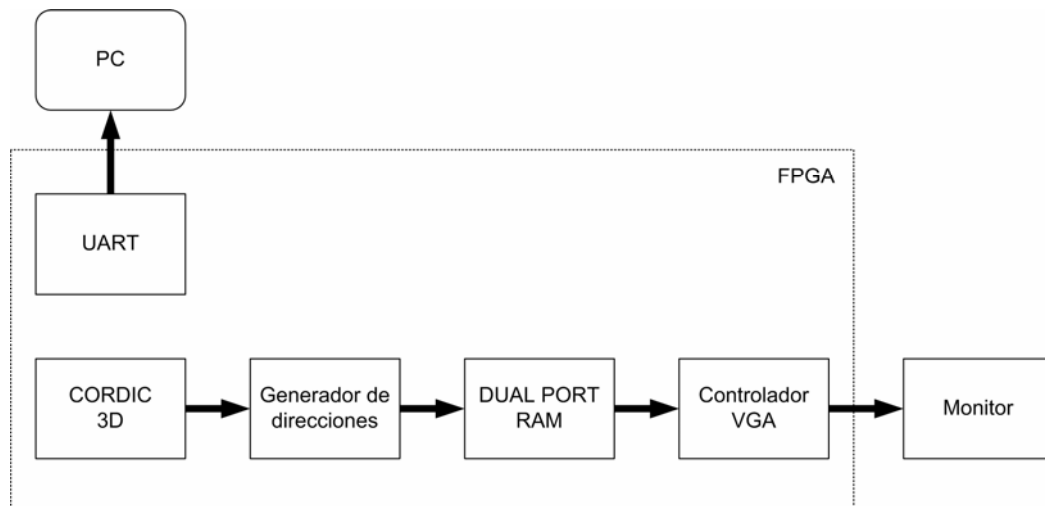 PC
FPGA
UART
CORDIC
3D
Generador de
direcciones
DUAL PORT
RAM
Controlador
VGA
Monitor